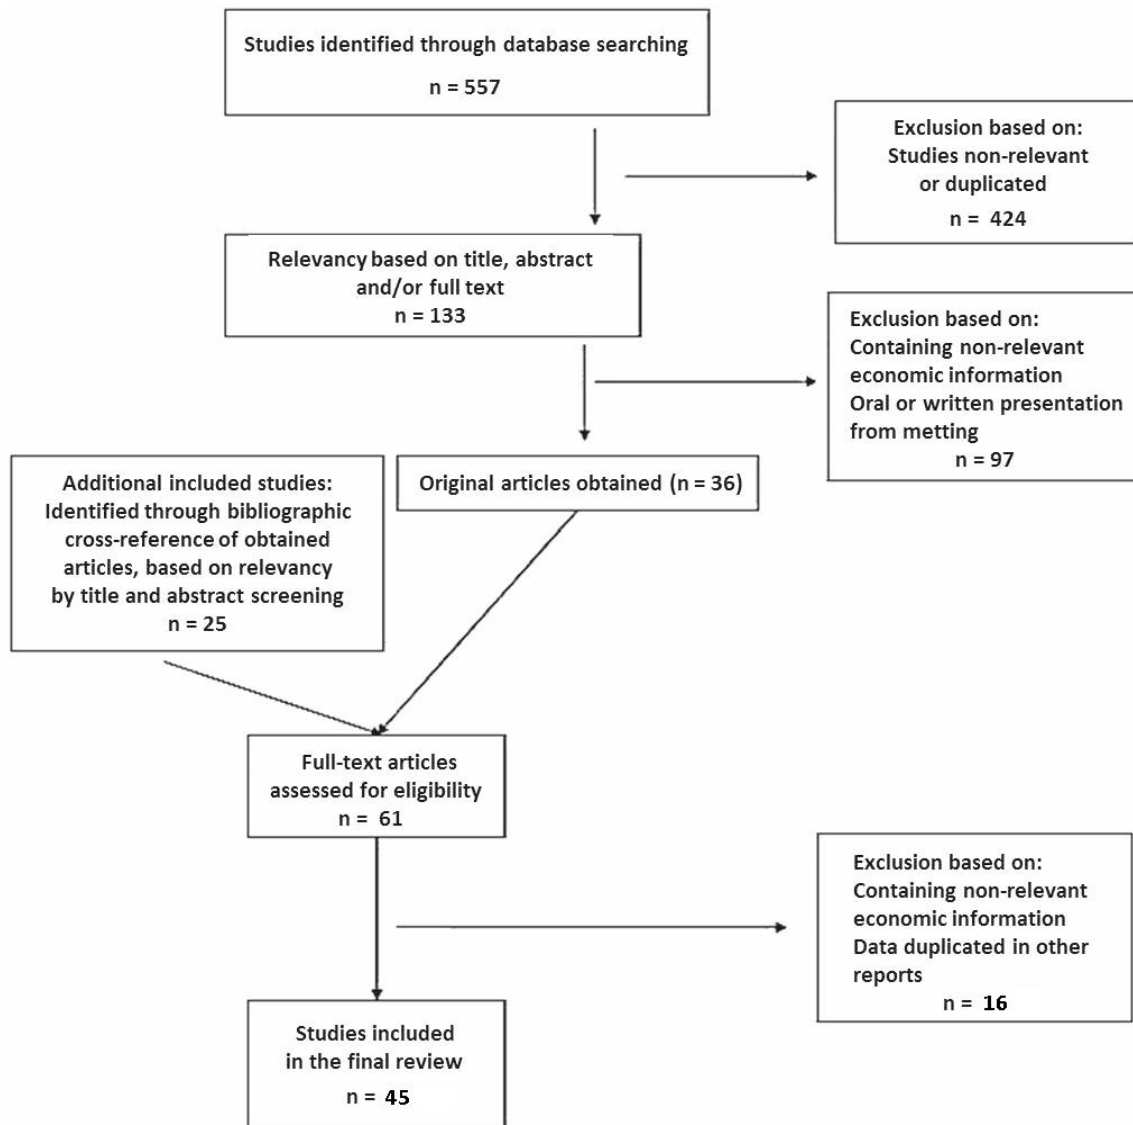 Studies identified through database searching
n = 557
Exclusion based on:
Studies non-relevant
or duplicated
n = 424
Relevancy based on title, abstract
and/or full text
n = 133
Exclusion based on:
Containing non-relevant
economic information
Oral or written presentation
from metting
n = 97
Additional included studies:
Identified through bibliographic
cross-reference of obtained
articles, based on relevancy
by title and abstract screening
n = 25
Original articles obtained (n = 36)
Full-text articles
assessed for eligibility
n = 61
Exclusion based on:
Containing non-relevant
economic information
Data duplicated in other
reports
n = 16
Studies included
in the final review
n = 45